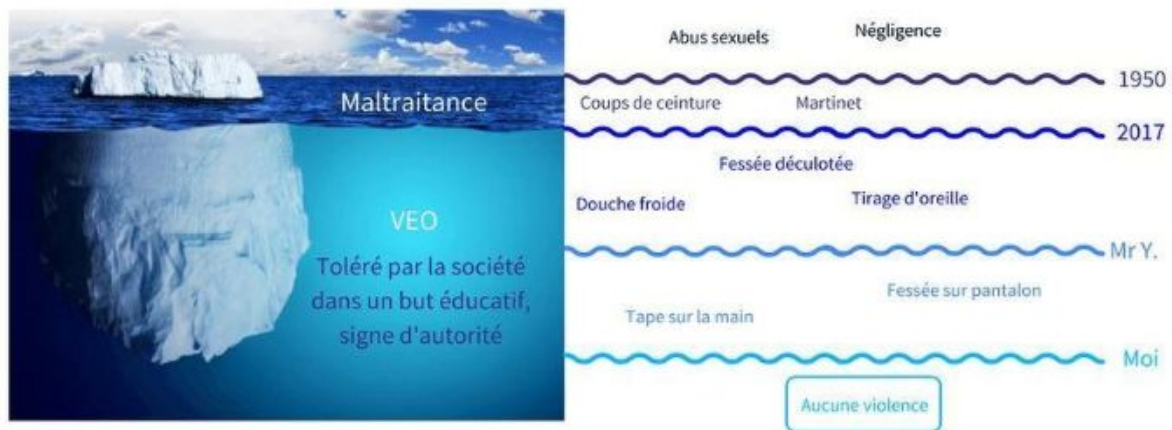 Maltraitance
VEO
Toléré par la société
dans un but éducatif,
signe d'autorité
Abus sexuels
Négligence
1950
Coups de ceinture
Martinet
2017
Fessée déculotée
Douche froide
Tirage d'oreille
Mr Y.
Fessée sur pantalon
Tape sur la main
Moi
Aucune violence